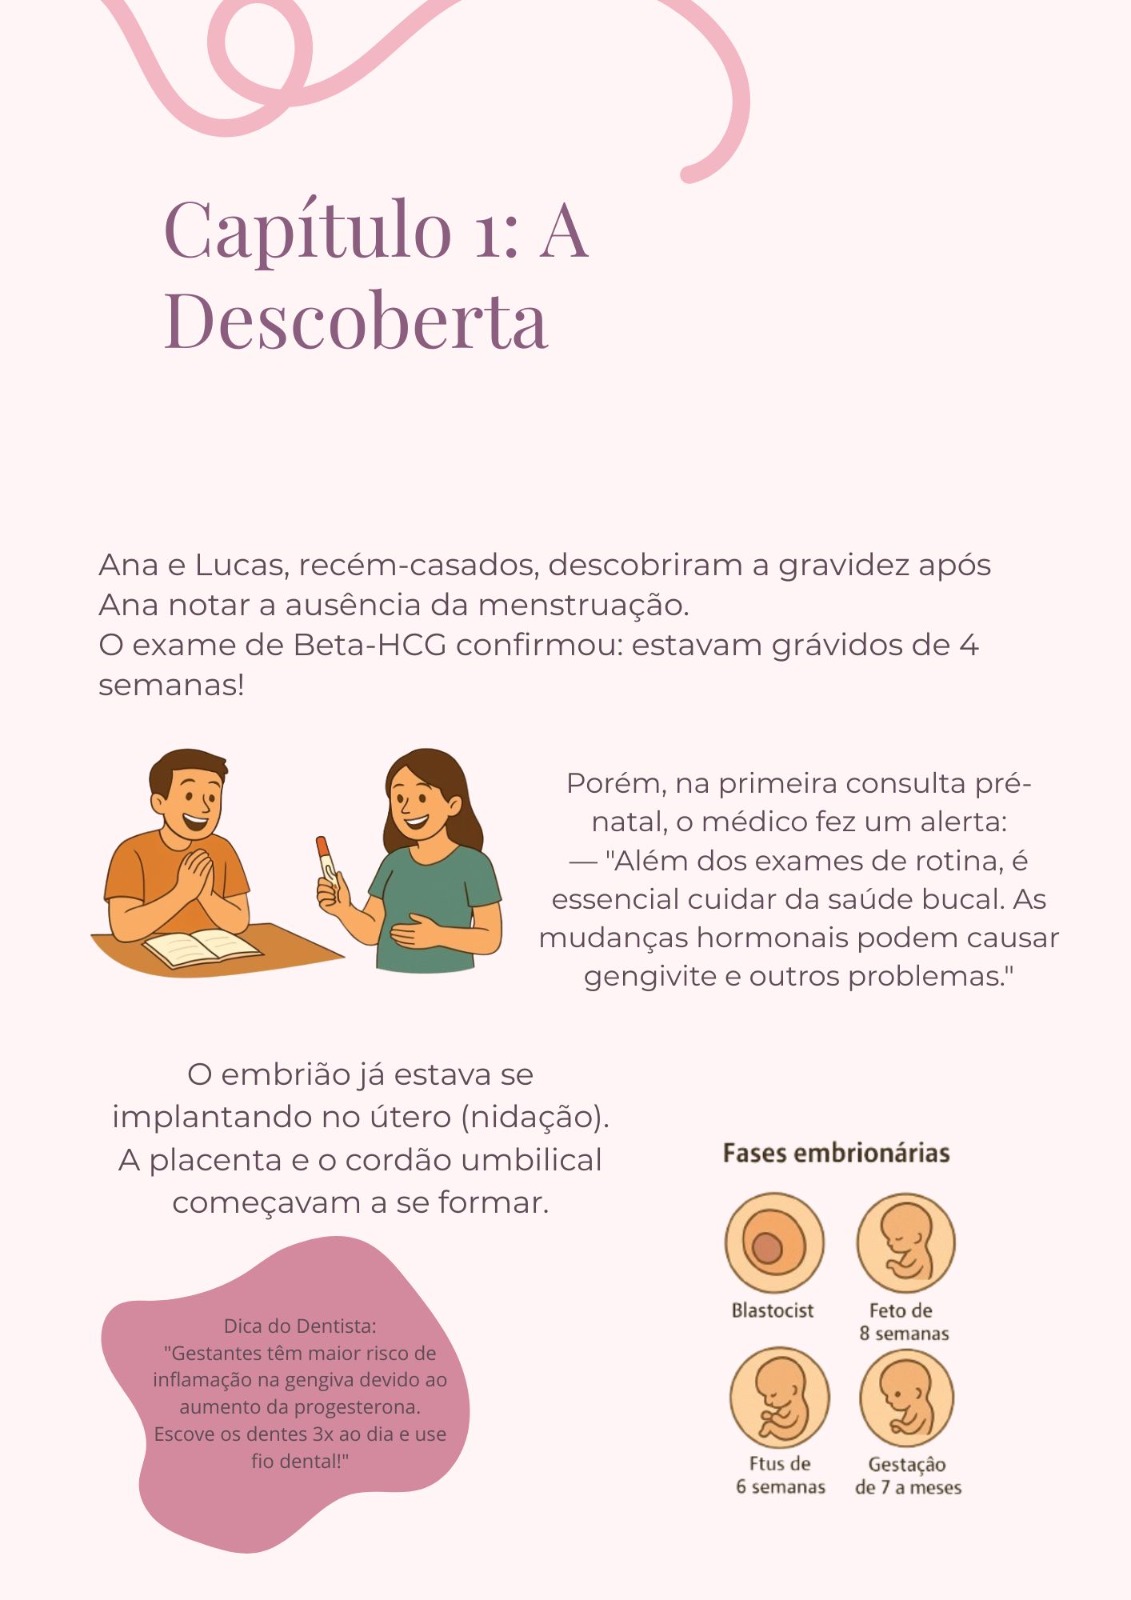 Capítulo 1: A
Descoberta
Ana e Lucas, recém-casados, descobriram a gravidez após
Ana notar a ausência da menstruação.
O exame de Beta-HCG confirmou: estavam grávidos de 4
semanas!
Porém, na primeira consulta pré-
natal, o médico fez um alerta:
— "Além dos exames de rotina, é
essencial cuidar da saúde bucal. As
mudanças hormonais podem causar
gengivite e outros problemas."
O embrião já estava se
implantando no útero (nidação).
A placenta e o cordão umbilical
começavam a se formar.
Dica do Dentista:
"Gestantes têm maior risco de
inflamação na gengiva devido ao
aumento da progesterona.
Escove os dentes 3x ao dia e use
fio dental!"
Fases embrionárias
Blastocist
Feto de
8 semanas
Ftus de
6 semanas
Gestaçâo
de 7 a meses